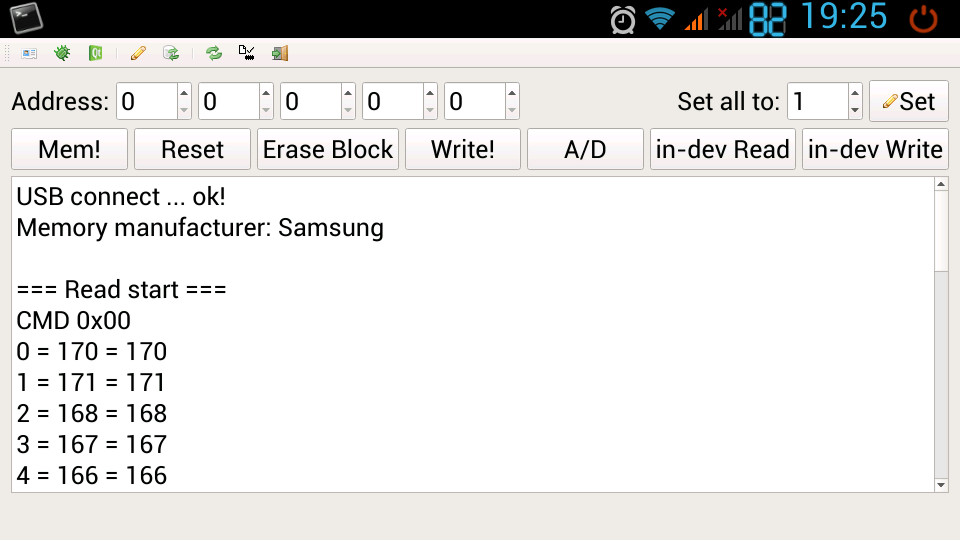 82 19:25
Address: 0 0 0 0 0 Set all to: 1 Set
Mem! Reset Erase Block Write! A/D in-dev Read in-dev Write
USB connect ... ok!
Memory manufacturer: Samsung
=== Read start ===
CMD 0x00
0 = 170 = 170
1 = 171 = 171
2 = 168 = 168
3 = 167 = 167
4 = 166 = 166